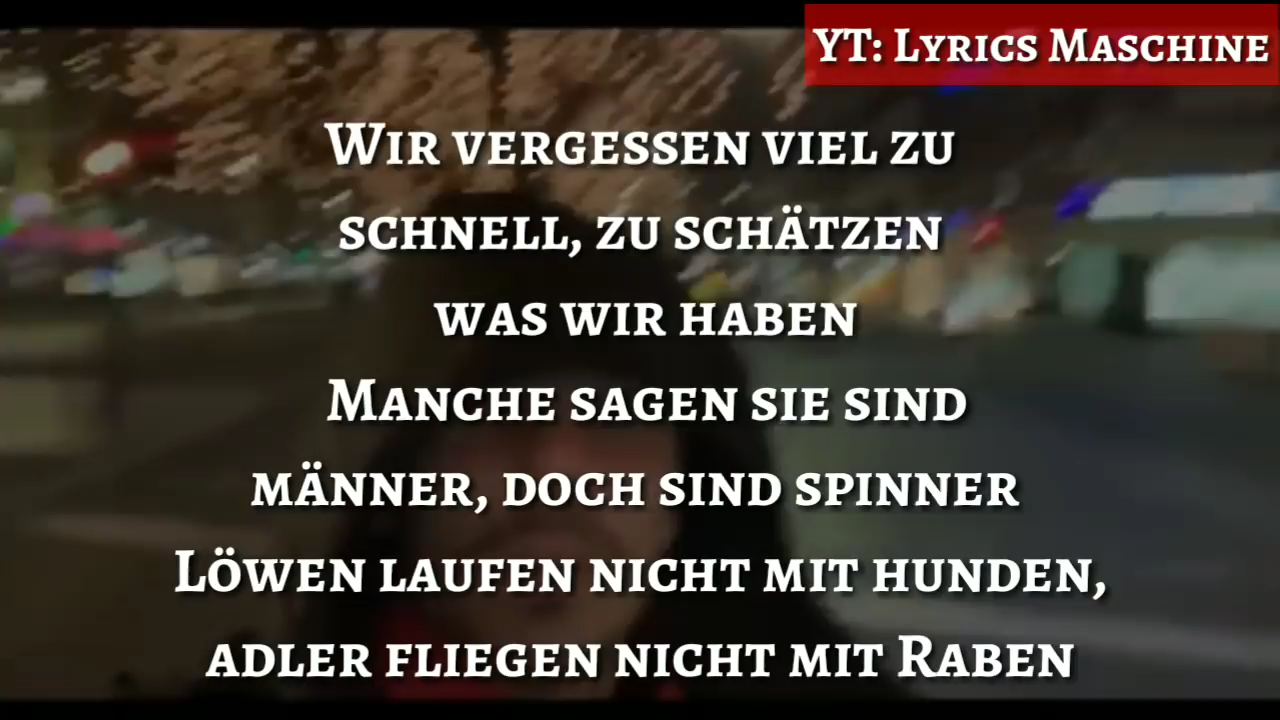 YT: Lyrics Maschine
Wir vergessen viel zu
schnell, zu schätzen
was wir haben
Manche sagen sie sind
männer, doch sind spinner
Löwen laufen nicht mit hunden,
adler fliegen nicht mit Raben